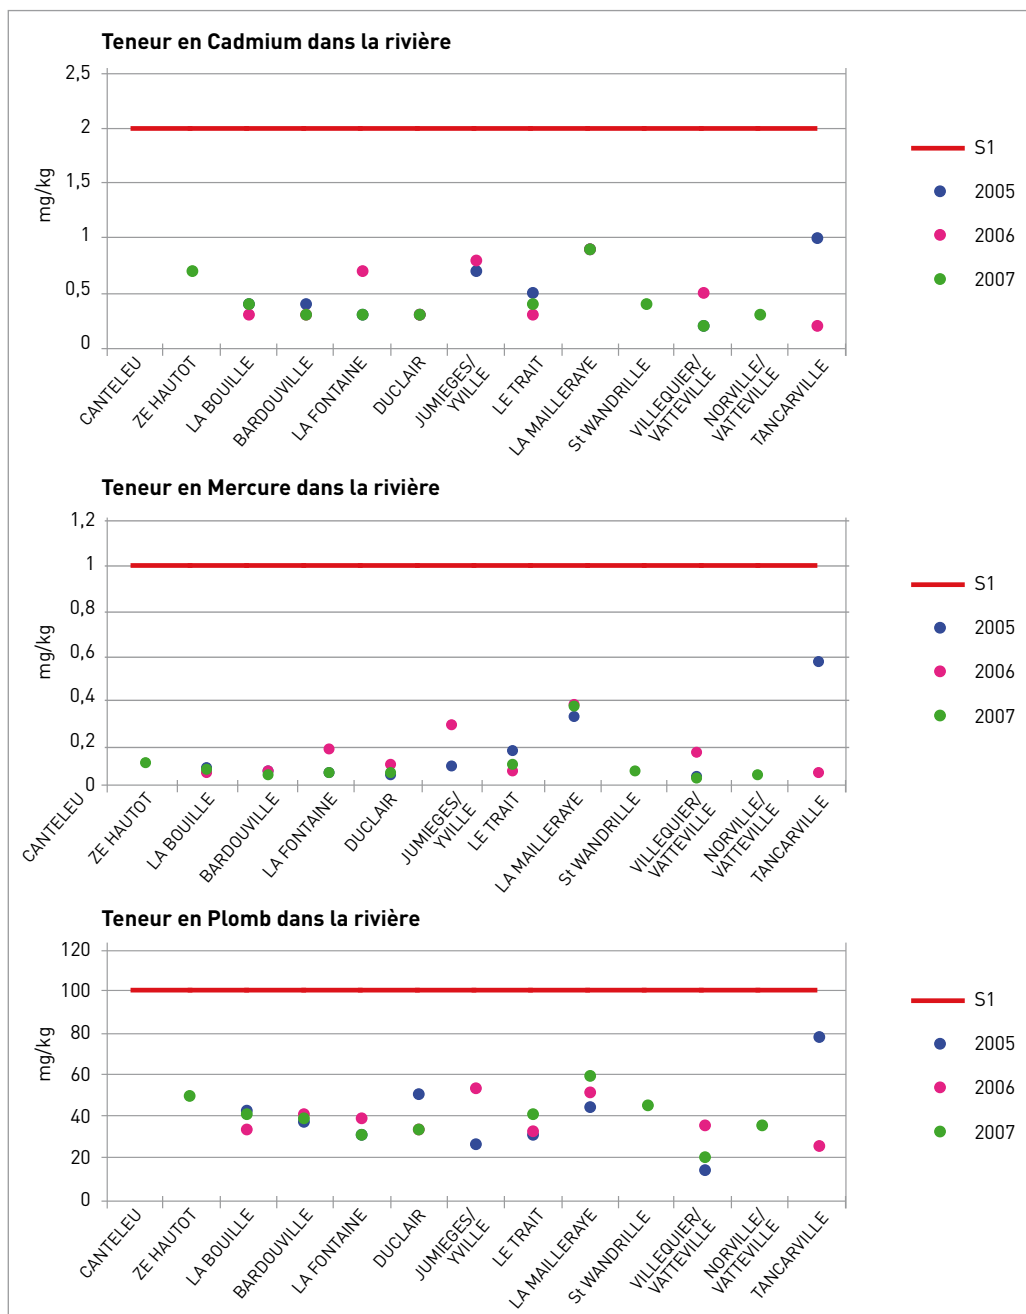 Teneur en Cadmium dans la rivière
2,5
2
1,5
1
0,5
0
mg/kg
CANTELEU
ZE HAUTOT
LA BOUILLE
BARDOUVILLE
LA FONTAINE
DUCLAIR
JUMIEGES/
YVILLE
LE TRAIT
LA MAILLERAYE
St WANDRILLE
VILLEQUIER/
VATTEVILLE
NORVILLE/
VATTEVILLE
TANCARVILLE
S1
2005
2006
2007
Teneur en Mercure dans la rivière
1,2
1
0,8
0,6
0,4
0,2
0
mg/kg
CANTELEU
ZE HAUTOT
LA BOUILLE
BARDOUVILLE
LA FONTAINE
DUCLAIR
JUMIEGES/
YVILLE
LE TRAIT
LA MAILLERAYE
St WANDRILLE
VILLEQUIER/
VATTEVILLE
NORVILLE/
VATTEVILLE
TANCARVILLE
S1
2005
2006
2007
Teneur en Plomb dans la rivière
120
100
80
60
40
20
0
mg/kg
CANTELEU
ZE HAUTOT
LA BOUILLE
BARDOUVILLE
LA FONTAINE
DUCLAIR
JUMIEGES/
YVILLE
LE TRAIT
LA MAILLERAYE
St WANDRILLE
VILLEQUIER/
VATTEVILLE
NORVILLE/
VATTEVILLE
TANCARVILLE
S1
2005
2006
2007